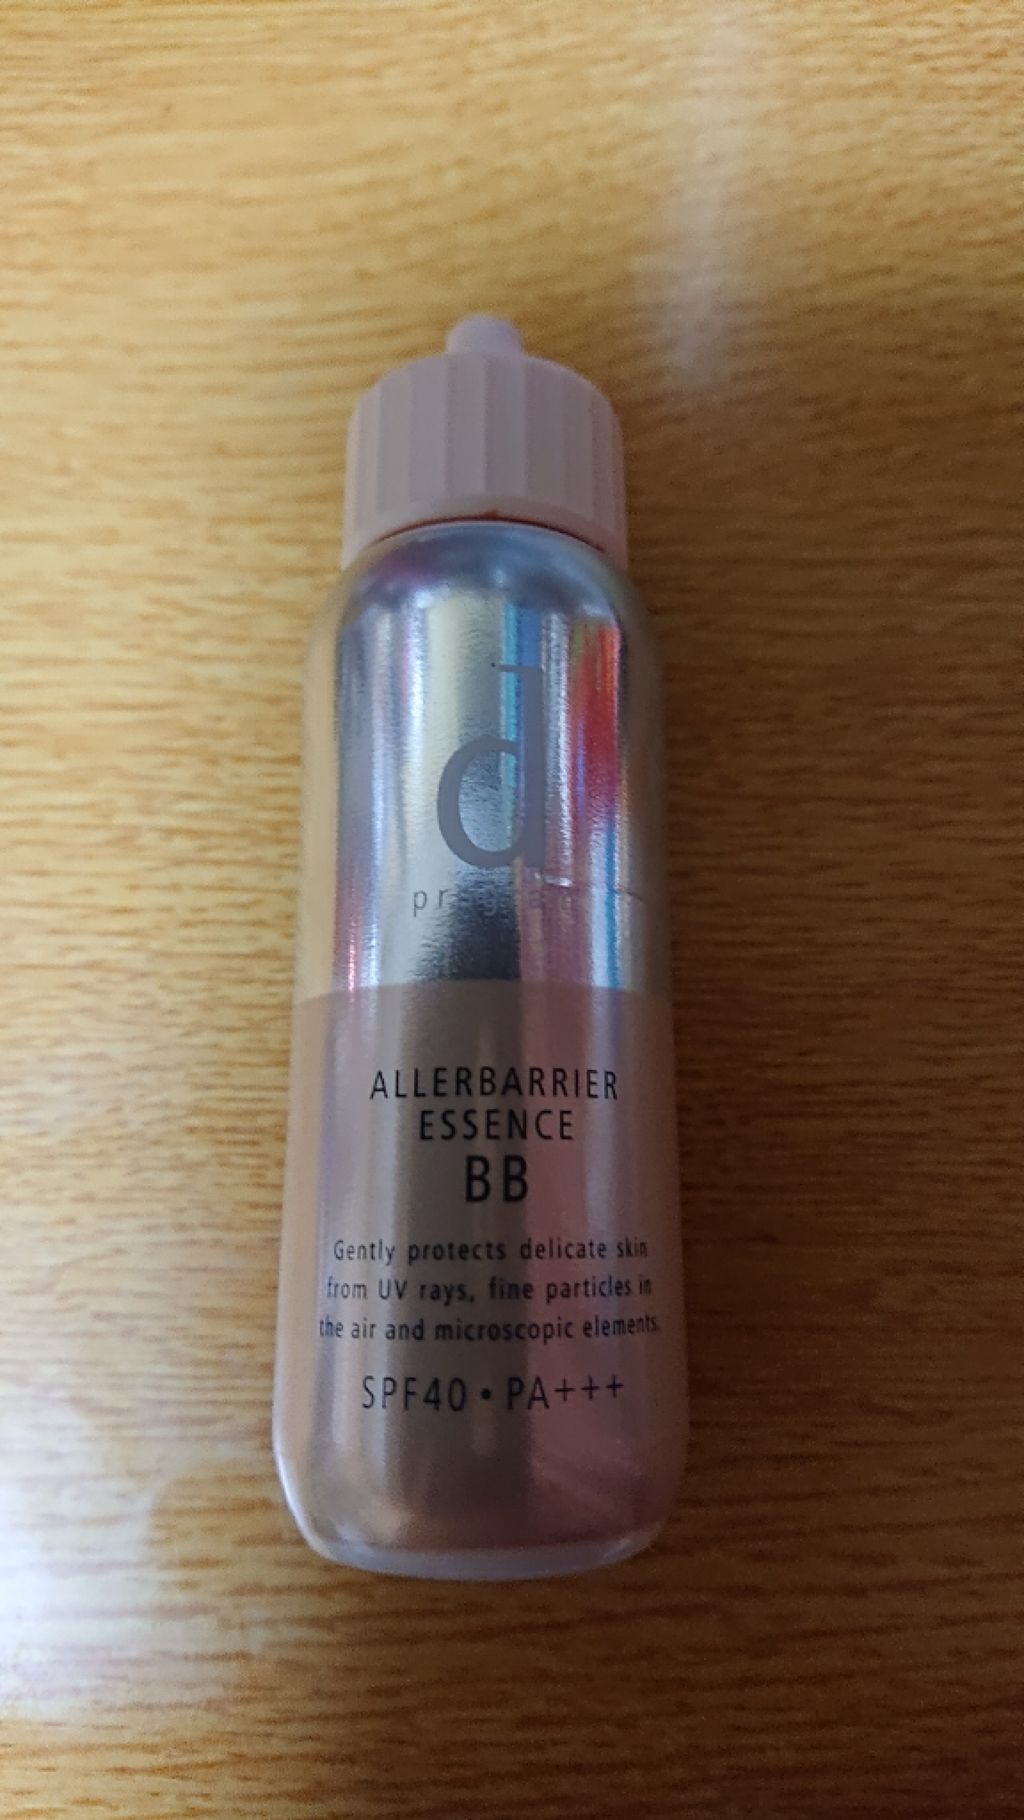 d
ALLERBARRIER
ESSENCE
BB
Gently protects delicate skin
from UV rays, fine particles in
the air and microscopic elements.
SPF40 • PA+++